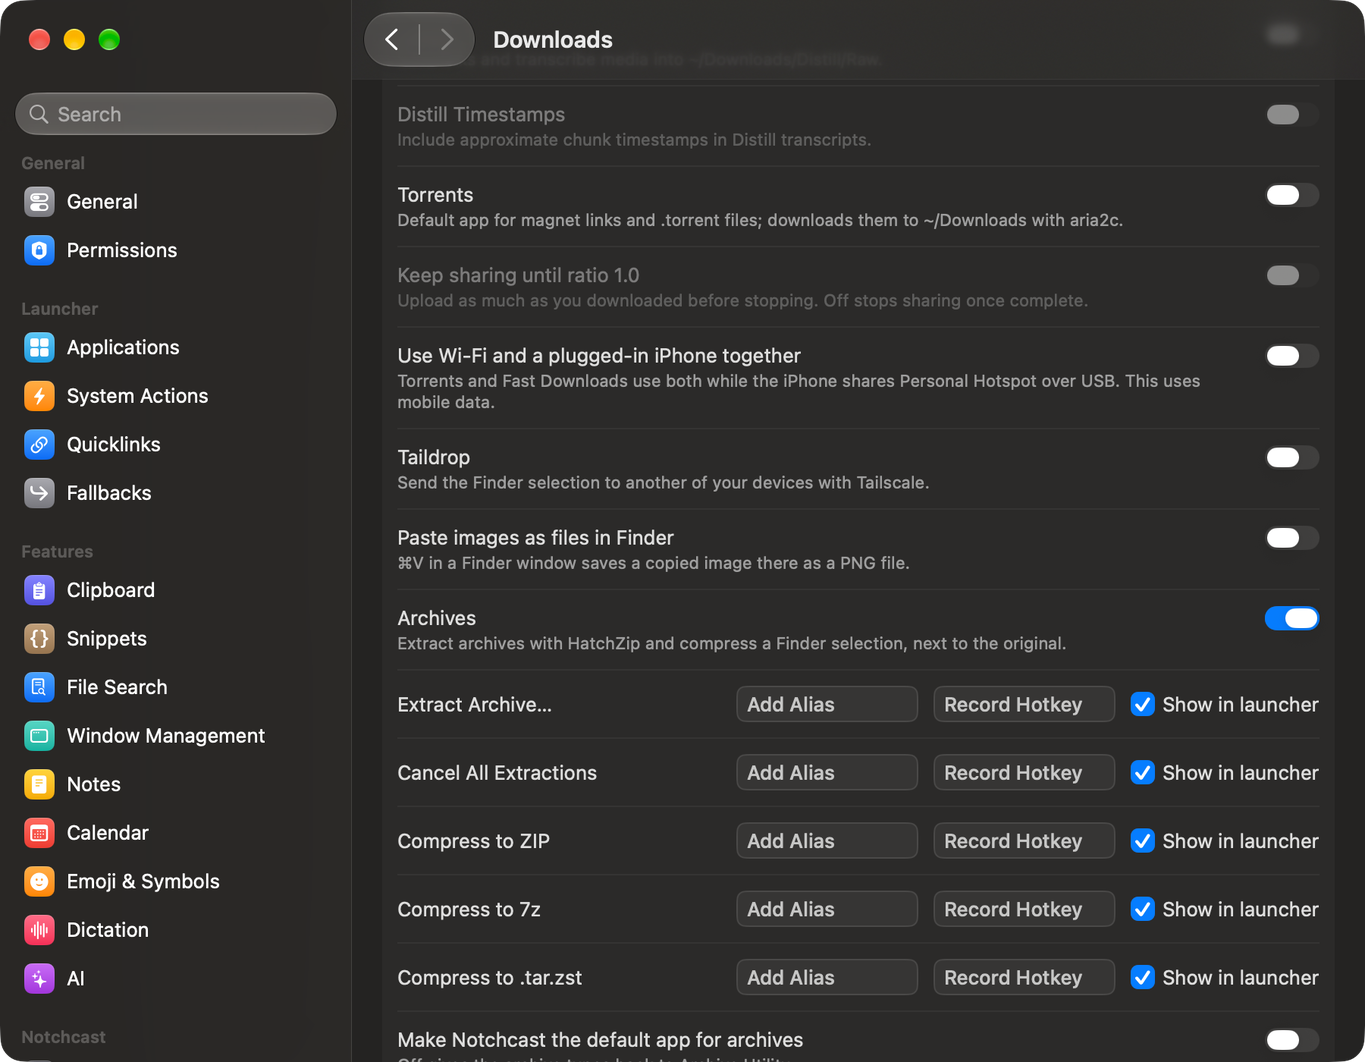 Downloads
and transcribe media into ~/Downloads/Distill/Raw.
Search
General
General
Permissions
Launcher
Applications
System Actions
Quicklinks
Fallbacks
Features
Clipboard
Snippets
File Search
Window Management
Notes
Calendar
Emoji & Symbols
Dictation
AI
Notchcast
Distill Timestamps
Include approximate chunk timestamps in Distill transcripts.
Torrents
Default app for magnet links and .torrent files; downloads them to ~/Downloads with aria2c.
Keep sharing until ratio 1.0
Upload as much as you downloaded before stopping. Off stops sharing once complete.
Use Wi-Fi and a plugged-in iPhone together
Torrents and Fast Downloads use both while the iPhone shares Personal Hotspot over USB. This uses
mobile data.
Taildrop
Send the Finder selection to another of your devices with Tailscale.
Paste images as files in Finder
⌘V in a Finder window saves a copied image there as a PNG file.
Archives
Extract archives with HatchZip and compress a Finder selection, next to the original.
Extract Archive... Add Alias Record Hotkey Show in launcher
Cancel All Extractions Add Alias Record Hotkey Show in launcher
Compress to ZIP Add Alias Record Hotkey Show in launcher
Compress to 7z Add Alias Record Hotkey Show in launcher
Compress to .tar.zst Add Alias Record Hotkey Show in launcher
Make Notchcast the default app for archives